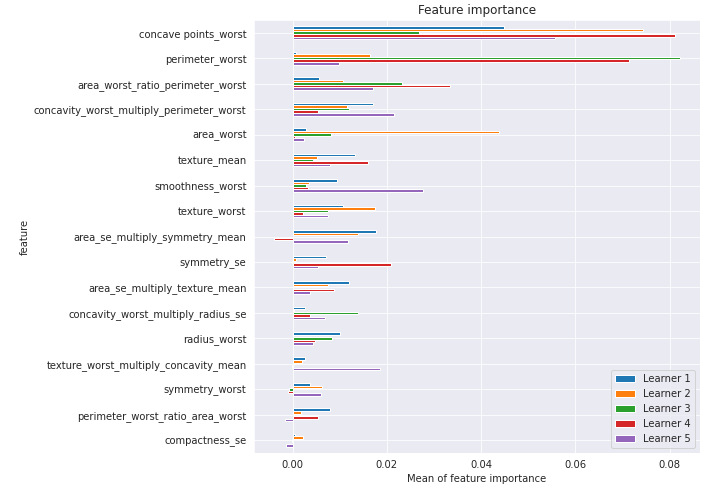 Feature importance
concave points_worst
perimeter_worst
area_worst_ratio_perimeter_worst
concavity_worst_multiply_perimeter_worst
area_worst
texture_mean
smoothness_worst
texture_worst
area_se_multiply_symmetry_mean
symmetry_se
area_se_multiply_texture_mean
concavity_worst_multiply_radius_se
radius_worst
texture_worst_multiply_concavity_mean
symmetry_worst
perimeter_worst_ratio_area_worst
compactness_se
feature
Learner 1
Learner 2
Learner 3
Learner 4
Learner 5
0.00 0.02 0.04 0.06 0.08
Mean of feature importance